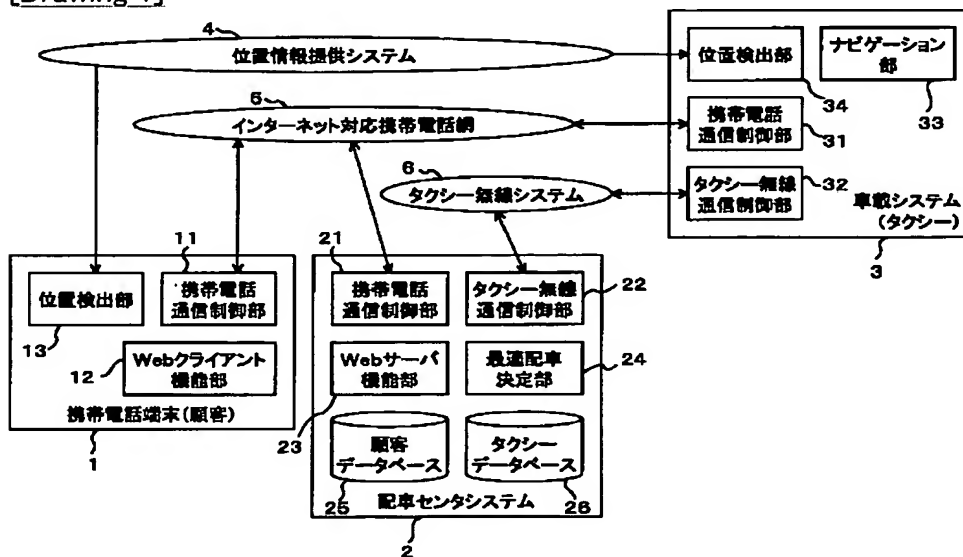 [Drawing 1]
4
位置情報提供システム
5
インターネット対応携帯電話網
6
タクシー無線システム
位置検出部
34
ナビゲーション
部
33
携帯電話
通信制御部
31
タクシー無線
通信制御部
32
車載システム
(タクシー)
3
位置検出部
13
11
携帯電話
通信制御部
12
Webクライアント
機能部
携帯電話端末(顧客)
1
21
携帯電話
通信制御部
タクシー無線
通信制御部
22
Webサーバ
機能部
23
最適配車
決定部
24
顧客
データベース
25
タクシー
データベース
26
配車センタシステム
2